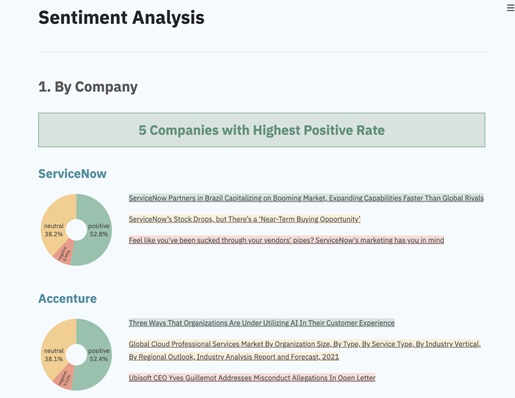 Sentiment Analysis
1. By Company
5 Companies with Highest Positive Rate
ServiceNow
neutral
38.2%
positive
52.8%
negative
ServiceNow Partners in Brazil Capitalizing on Booming Market, Expanding Capabilities Faster Than Global Rivals
ServiceNow's Stock Drops, but There's a 'Near-Term Buying Opportunity'
Feel like you've been sucked through your vendors' pipes? ServiceNow's marketing has you in mind
Accenture
neutral
38.1%
positive
52.4%
negative
Three Ways That Organizations Are Under Utilizing AI In Their Customer Experience
Global Cloud Professional Services Market By Organization Size, By Type, By Service Type, By Industry Vertical,
By Regional Outlook, Industry Analysis Report and Forecast, 2021
Ubisoft CEO Yves Guillemot Addresses Misconduct Allegations In Open Letter